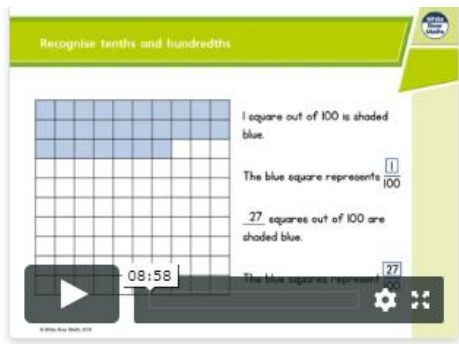 Recognise tenths and hundredths
White
Rose
Maths
1 square out of 100 is shaded
blue.
The blue square represents 1/100
27 squares out of 100 are
shaded blue.
The blue squares represent 27/100
08:58
© White Rose Maths 2019